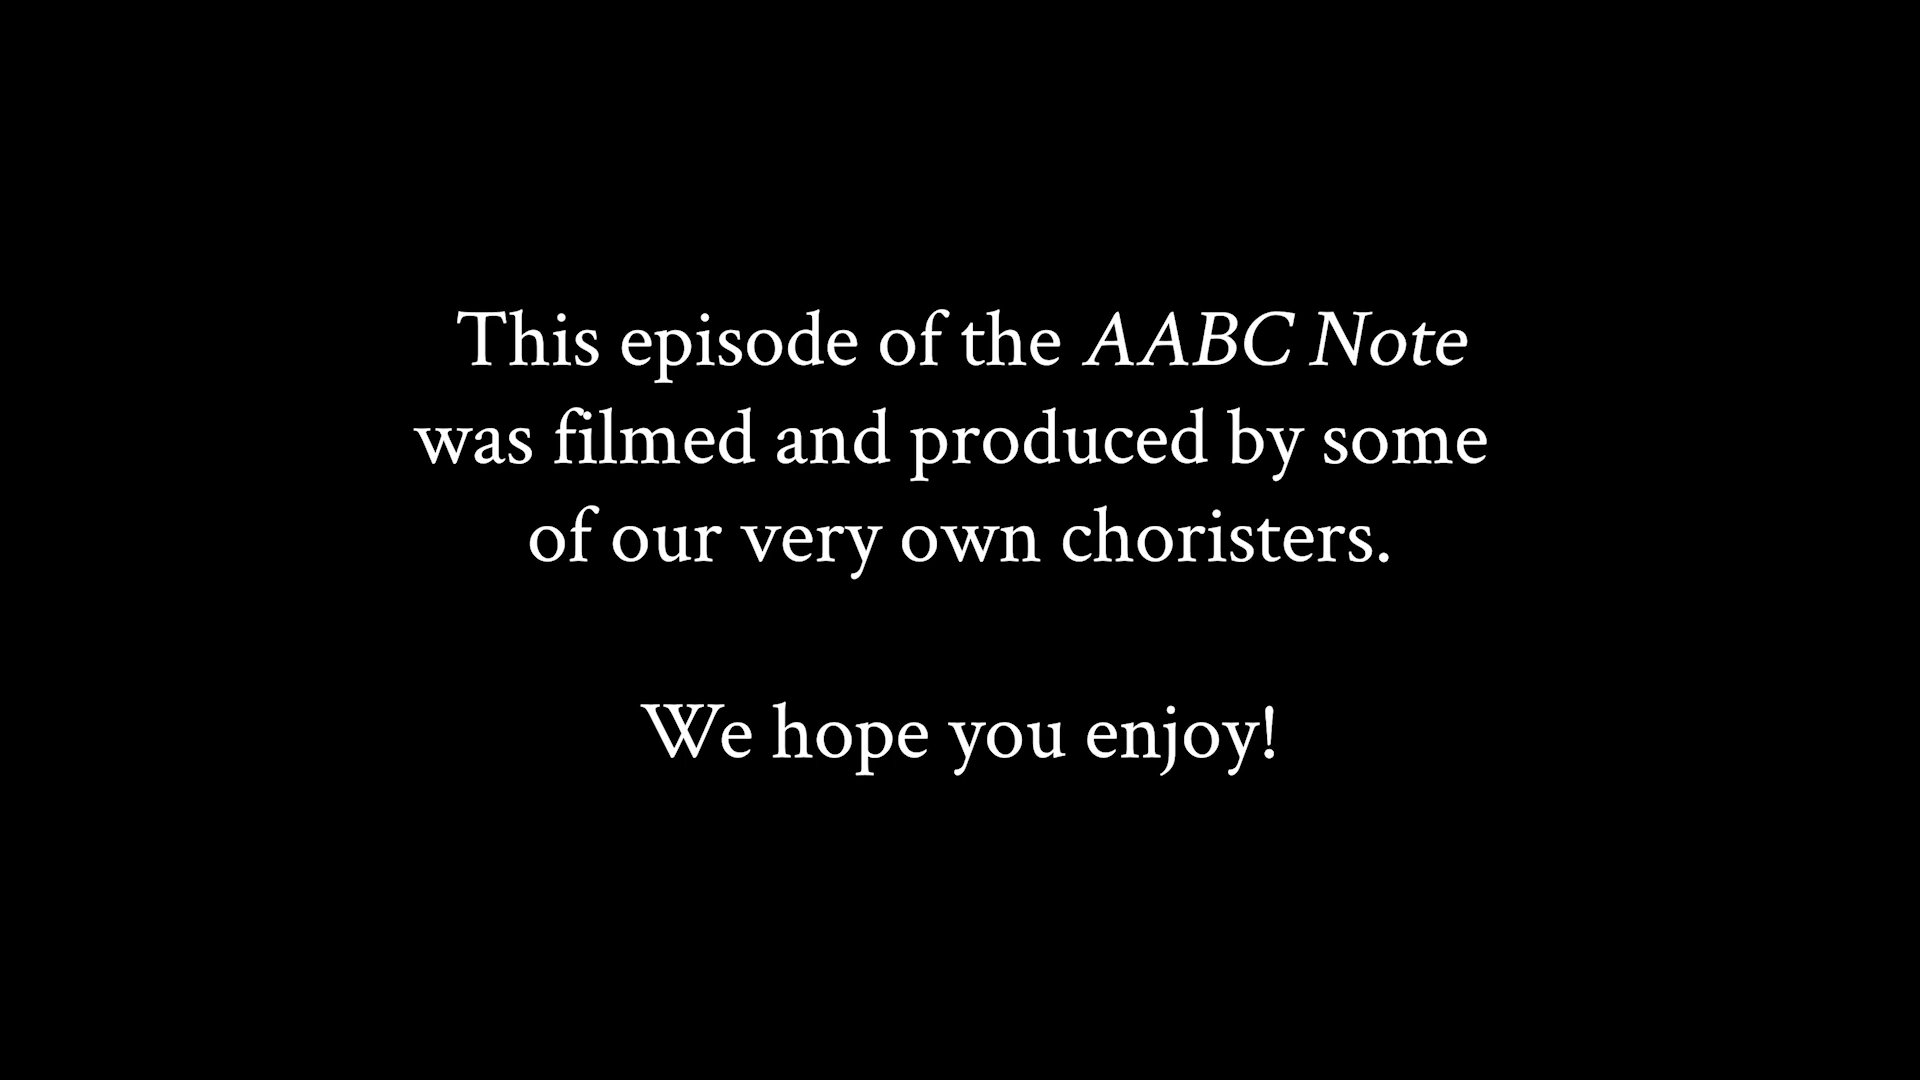 This episode of the AABC Note
was filmed and produced by some
of our very own choristers.
We hope you enjoy!